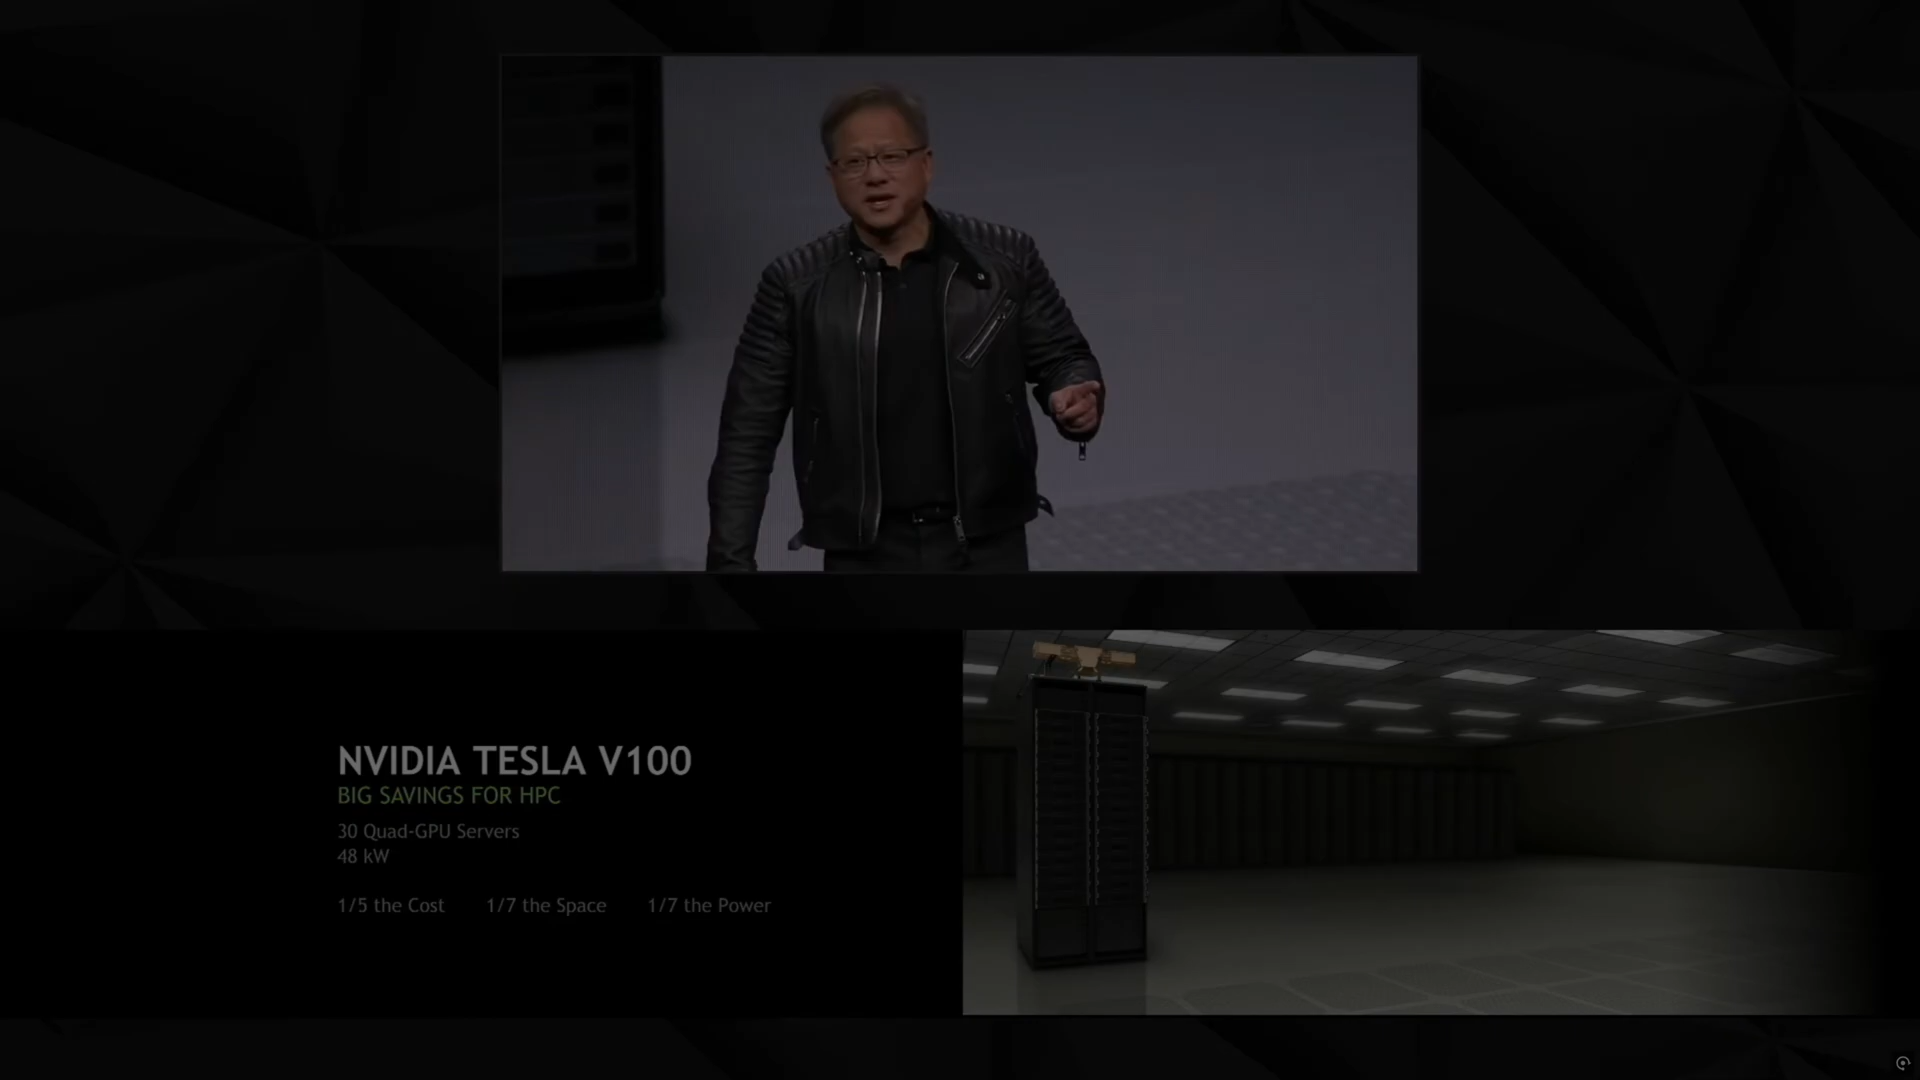 NVIDIA TESLA V100
BIG SAVINGS FOR HPC
30 Quad-GPU Servers
48 kW
1/5 the Cost 1/7 the Space 1/7 the Power